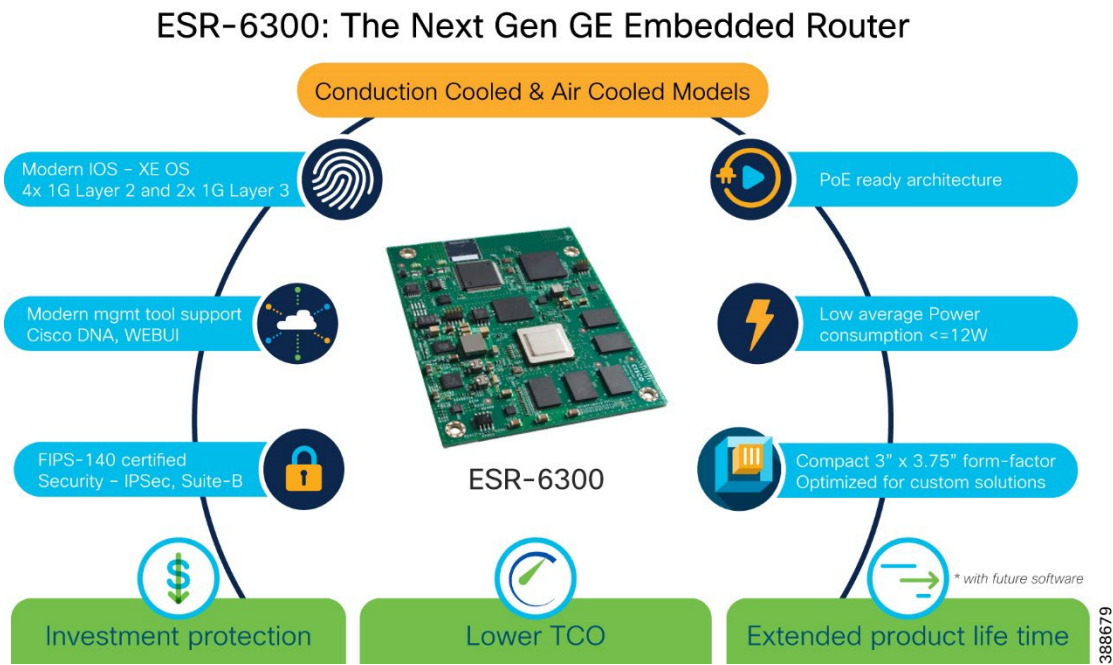 ESR-6300: The Next Gen GE Embedded Router
Conduction Cooled & Air Cooled Models
Modern IOS – XE OS
4x 1G Layer 2 and 2x 1G Layer 3
PoE ready architecture
Modern mgmt tool support
Cisco DNA, WEBUI
Low average Power
consumption <=12W
FIPS-140 certified
Security – IPSec, Suite-B
ESR-6300
Compact 3" x 3.75" form-factor
Optimized for custom solutions
* with future software
Investment protection
Lower TCO
Extended product life time
388679